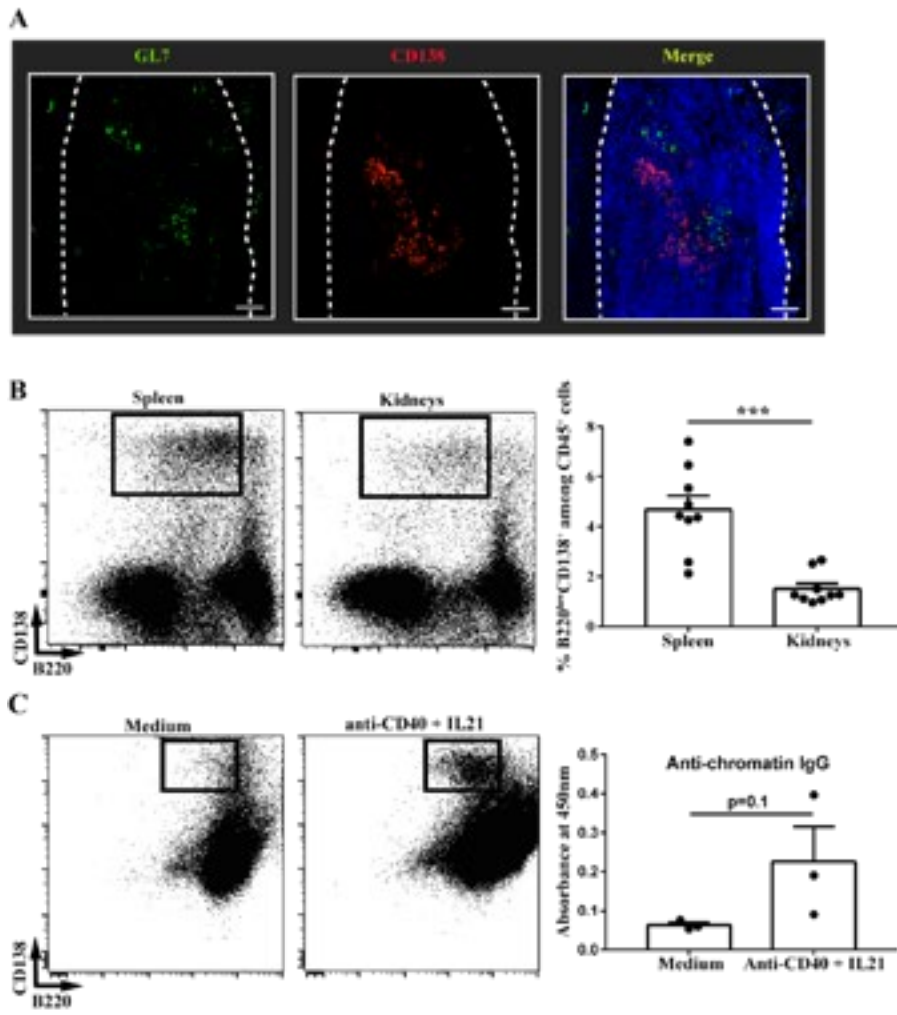 A
GL7 CD138 Merge
B
Spleen Kidneys
CD138
B220
% B220low CD138+ among CD45+ cells
8
6
4
2
0
***
Spleen Kidneys
C
Medium anti-CD40 + IL21
CD138
B220
Absorbance at 450nm
0.5
0.4
0.3
0.2
0.1
0.0
Anti-chromatin IgG
p=0.1
Medium Anti-CD40 + IL21